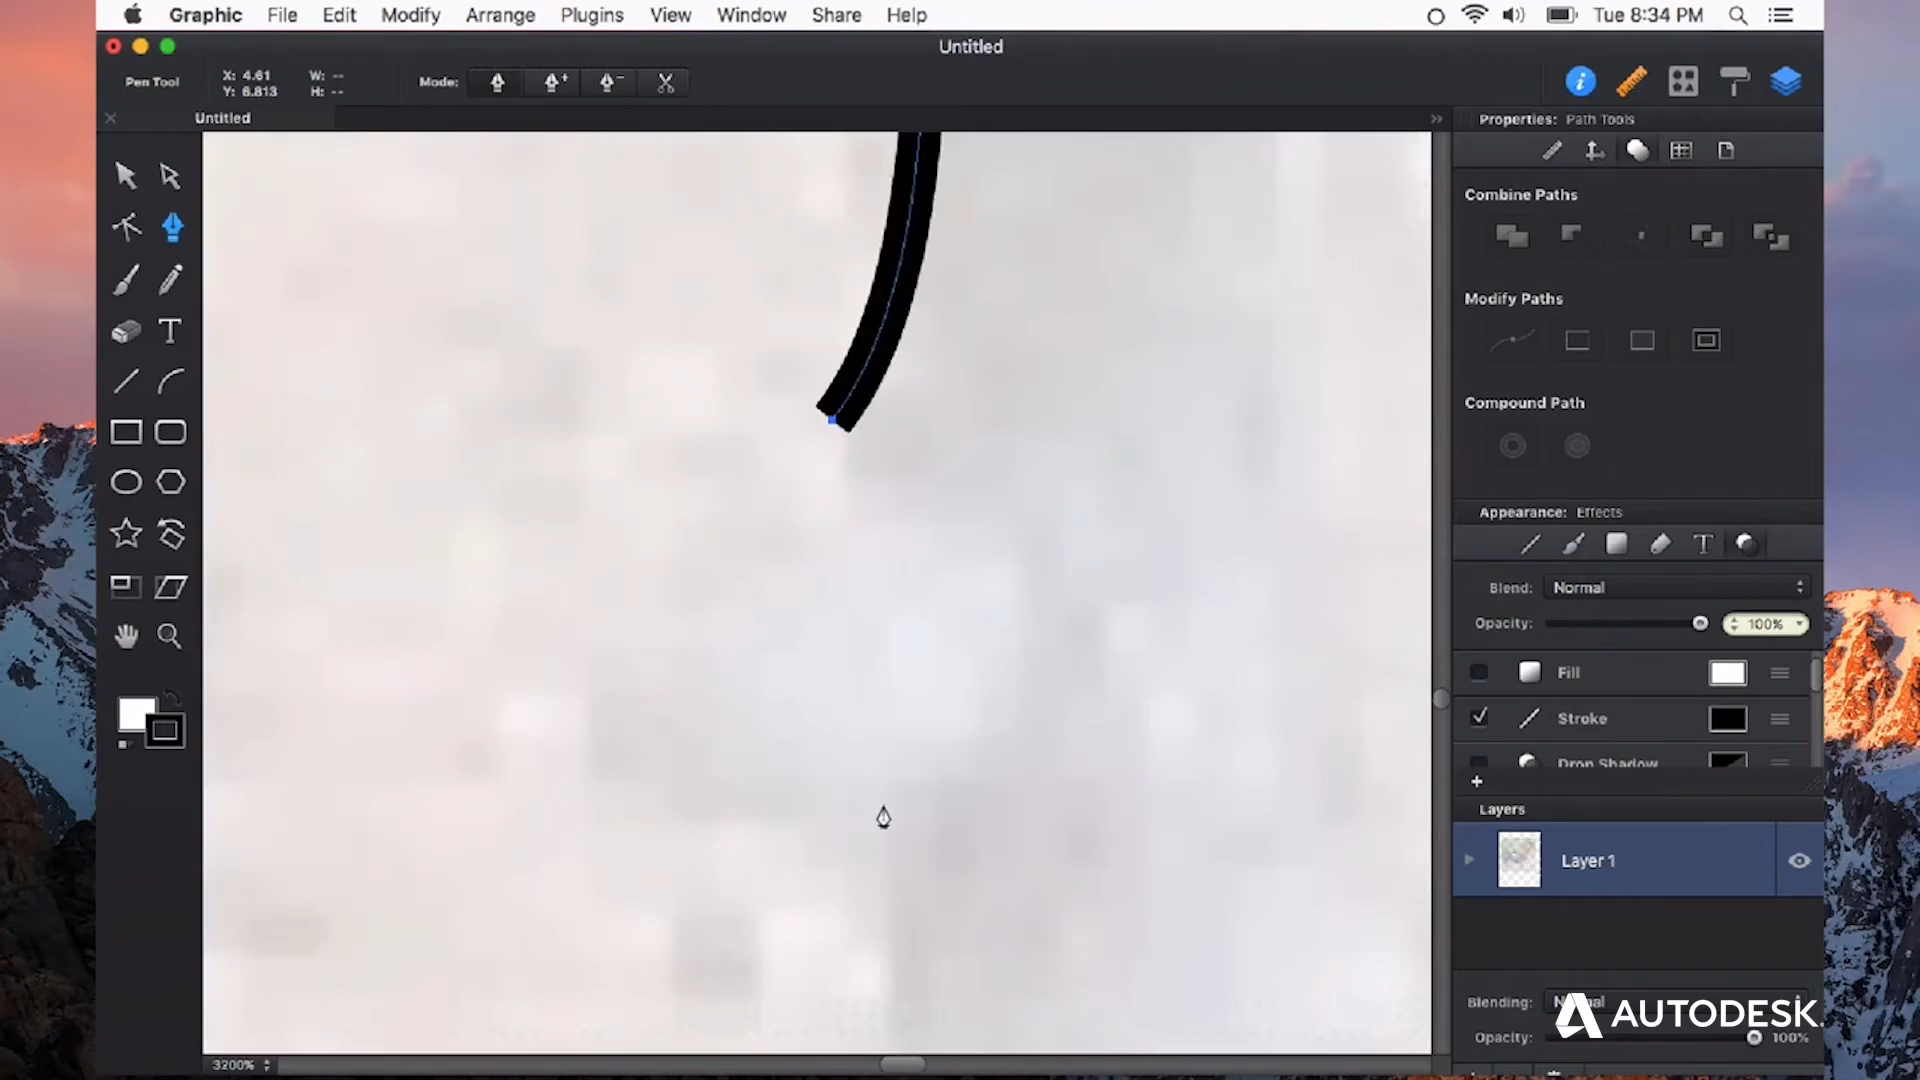 Graphic File Edit Modify Arrange Plugins View Window Share Help Tue 8:34 PM
Untitled
Pen Tool
X: 4.61 W: --
Y: 6.813 H: --
Mode:
Untitled
Properties: Path Tools
Combine Paths
Modify Paths
Compound Path
Appearance: Effects
Blend: Normal
Opacity: 100%
Fill
Stroke
Drop Shadow
Layers
Layer 1
Blending:
AUTODESK.
Opacity: 100%
3200%